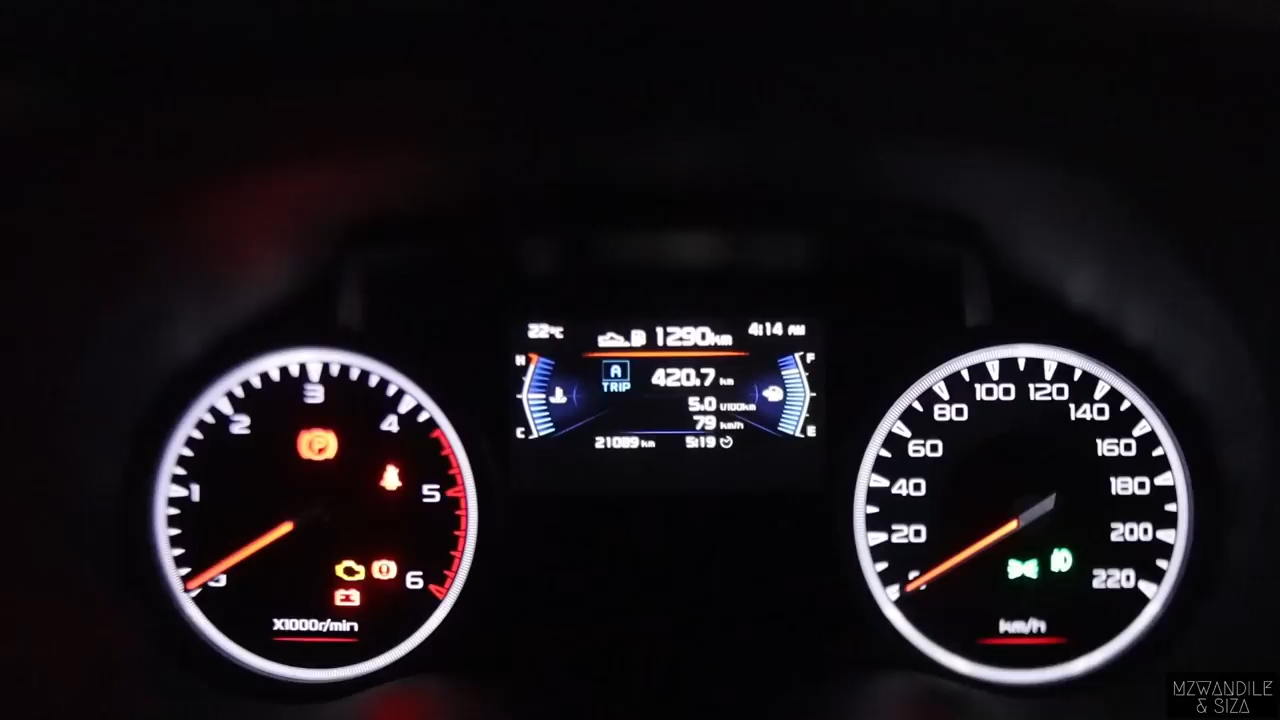 22°C
1290km
4:14 AM
H
C
A
TRIP
420.7 km
5.0 l/100km
79 km/h
21089 km
5:19
F
E
1
2
3
4
5
6
X1000r/min
P
20
40
60
80
100
120
140
160
180
200
220
km/h
MZWANDILE
& SIZA